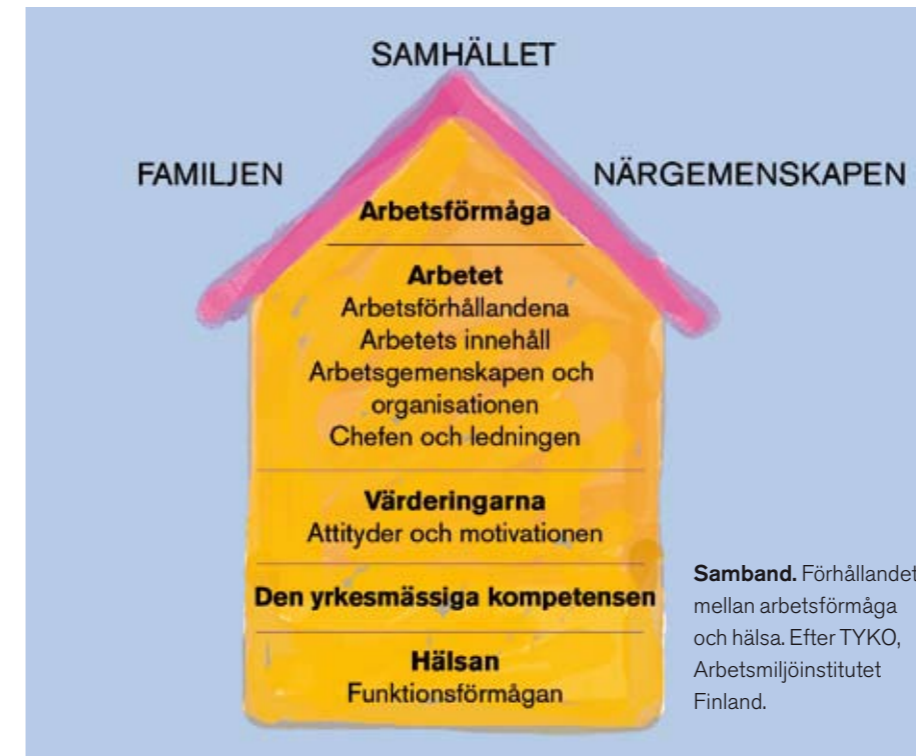 SAMHÄLLET
FAMILJEN
NÄRGEMENSKAPEN
Arbetsförmåga
Arbetet
Arbetsförhållandena
Arbetets innehåll
Arbetsgemenskapen och
organisationen
Chefen och ledningen
Värderingarna
Attityder och motivationen
Den yrkesmässiga kompetensen
Hälsan
Funktionsförmågan
Samband. Förhållandet
mellan arbetsförmåga
och hälsa. Efter TYKO,
Arbetsmiljöinstitutet
Finland.